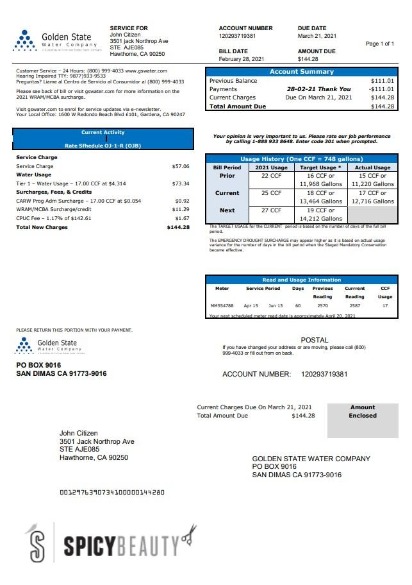 Golden State
Water Company
SERVICE FOR
John Citizen
3501 Jack Northrop Ave
STE AJE085
Hawthorne, CA 90250
ACCOUNT NUMBER
120293719381
DUE DATE
March 21, 2021
BILL DATE
February 28, 2021
AMOUNT DUE
$144.28
Page 1 of 1
Customer Service – 24 Hours: (800) 999-4033 www.gswater.com
Hearing Impaired TTY: (877)933-9533
Preguntas? Llame al Centro de Servicio al Consumidor al (800) 999-4033
Please see back of bill or visit gswater.com for more information on the
2021 WRAM/MCBA surcharge.
Visit gswater.com to enroll for service updates via e-newsletter.
Your Local Office: 1600 W Redondo Beach Blvd #101, Gardena, CA 90247
Account Summary
Previous Balance $111.01
Payments 28-02-21 Thank You -$111.01
Current Charges Due On March 21, 2021 $144.28
Total Amount Due $144.28
Current Activity
Rate Schedule
Service Charge
Service Charge $57.06
Water Usage
Tier 1 – Water Usage – 17.00 CCF at $4.314 $73.34
Surcharges, Fees, & Credits
CARW Prog Adm Surcharge – 17.00 CCF at $0.054 $0.92
WRAM/MCBA Surcharge/credit $11.29
CPUC Fee – 1.17% of $142.61 $1.67
Total New Charges $144.28
Your opinion is very important to us. Please rate our job performance
by calling 1-888 933 8648. Enter code 301 when prompted.
Usage History (One CCF = 748 gallons)
Bill Period 2021 Usage Target Usage * Actual Usage
Prior 22 CCF 16 CCF or 15 CCF or
11,968 Gallons 11,220 Gallons
Current 25 CCF 18 CCF or 17 CCF or
13,464 Gallons 12,716 Gallons
Next 27 CCF 19 CCF or
14,212 Gallons
The TARGET USAGE for the CURRENT period is based on the number of days of the full bill
period.
The EMERGENCY DROUGHT SURCHARGE may appear higher as it is based on actual usage
variance for the number of days in the bill period when the Stage Mandatory Conservation
became effective.
Read and Usage Information
Meter Service Period Days Previous Current CCF
Reading Reading Usage
Apr 15 Jun 15 60 2570 2587 17
Your next scheduled meter read date is approximately April 20, 2021
PLEASE RETURN THIS PORTION WITH YOUR PAYMENT.
Golden State
Water Company
PO BOX 9016
SAN DIMAS CA 91773-9016
POSTAL
If you have changed your address or are moving, please call (800)
999-4033 or fill out form on back.
ACCOUNT NUMBER: 120293719381
Current Charges Due On March 21, 2021
Total Amount Due $144.28
Amount
Enclosed
John Citizen
3501 Jack Northrop Ave
STE AJE085
Hawthorne, CA 90250
GOLDEN STATE WATER COMPANY
PO BOX 9016
SAN DIMAS CA 91773-9016
SPICYBEAUTY